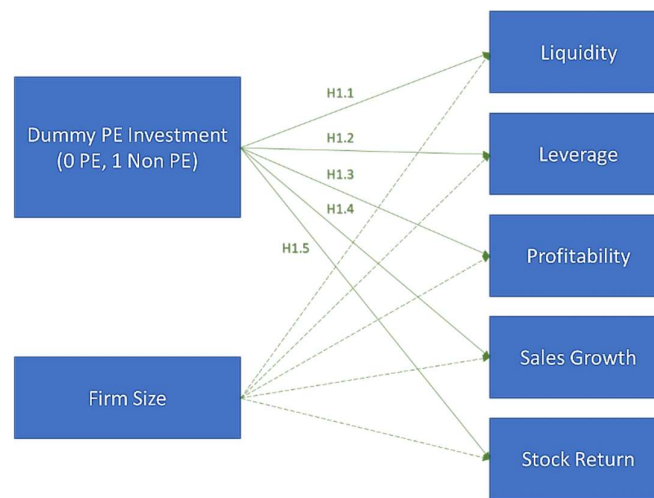 Liquidity
H1.1
Dummy PE Investment
(0 PE, 1 Non PE)
H1.2
Leverage
H1.3
H1.4
H1.5
Profitability
Sales Growth
Firm Size
Stock Return